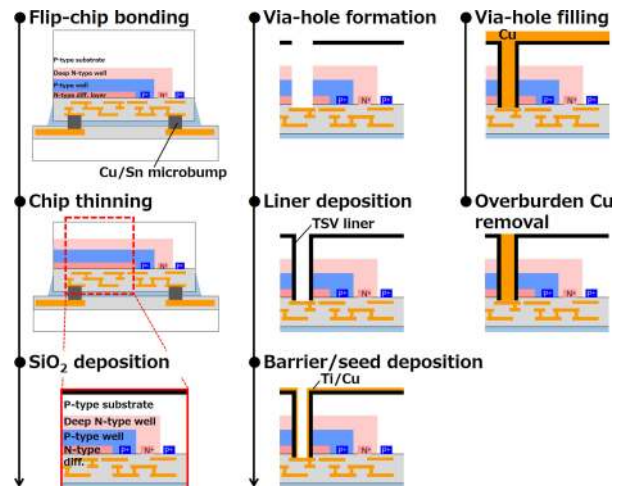 Flip-chip bonding
P-type substrate
Deep N-type well
P-type well
N-type diff. layer
P+
N+
P+
Cu/Sn microbump
Chip thinning
P+
N+
P+
SiO₂ deposition
P-type substrate
Deep N-type well
P-type well
N-type
diff.
P+
N+
P+
Via-hole formation
P+
N+
P+
Liner deposition
TSV liner
P+
N+
P+
Barrier/seed deposition
Ti/Cu
P+
N+
P+
Via-hole filling
Cu
P+
N+
P+
Overburden Cu
removal
P+
N+
P+